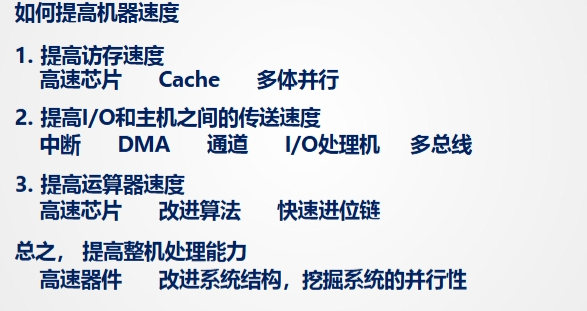 如何提高机器速度
1. 提高访存速度
高速芯片 Cache 多体并行
2. 提高I/O和主机之间的传送速度
中断 DMA 通道 I/O处理机 多总线
3. 提高运算器速度
高速芯片 改进算法 快速进位链
总之， 提高整机处理能力
高速器件 改进系统结构，挖掘系统的并行性